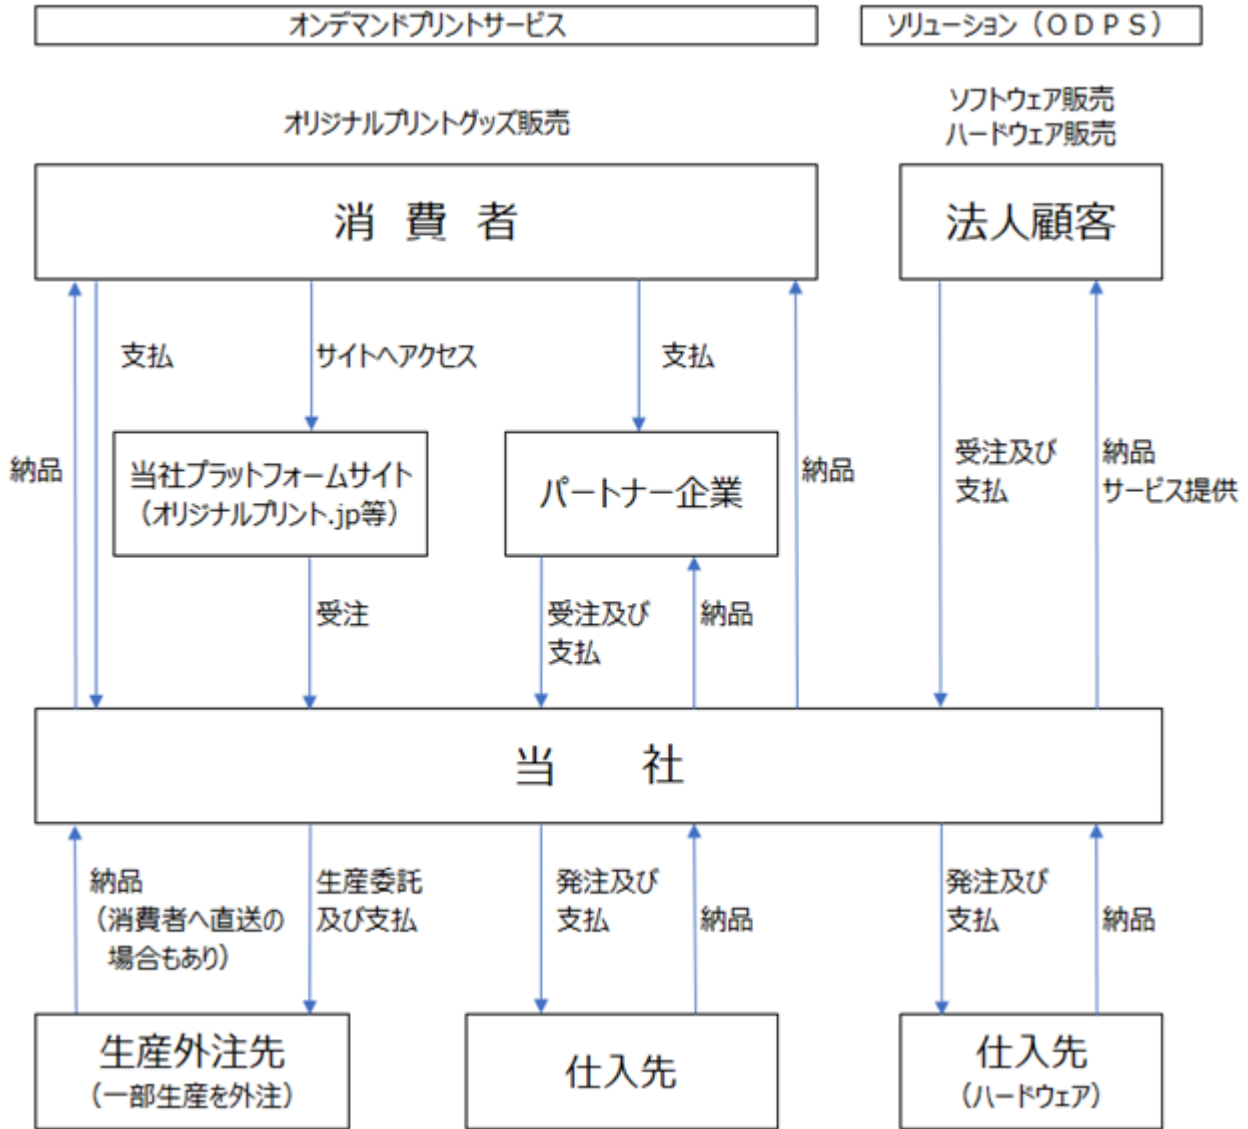 オンデマンドプリントサービス
ソリューション（ＯＤＰＳ）
オリジナルプリントグッズ販売
ソフトウェア販売
ハードウェア販売
消 費 者
法人顧客
支払
サイトへアクセス
支払
納品
当社プラットフォームサイト
（オリジナルプリント.jp等）
パートナー企業
納品
受注及び
支払
納品
サービス提供
受注
受注及び
支払
納品
当 社
納品
（消費者へ直送の
場合もあり）
生産委託
及び支払
発注及び
支払
納品
発注及び
支払
納品
生産外注先
（一部生産を外注）
仕入先
仕入先
（ハードウェア）